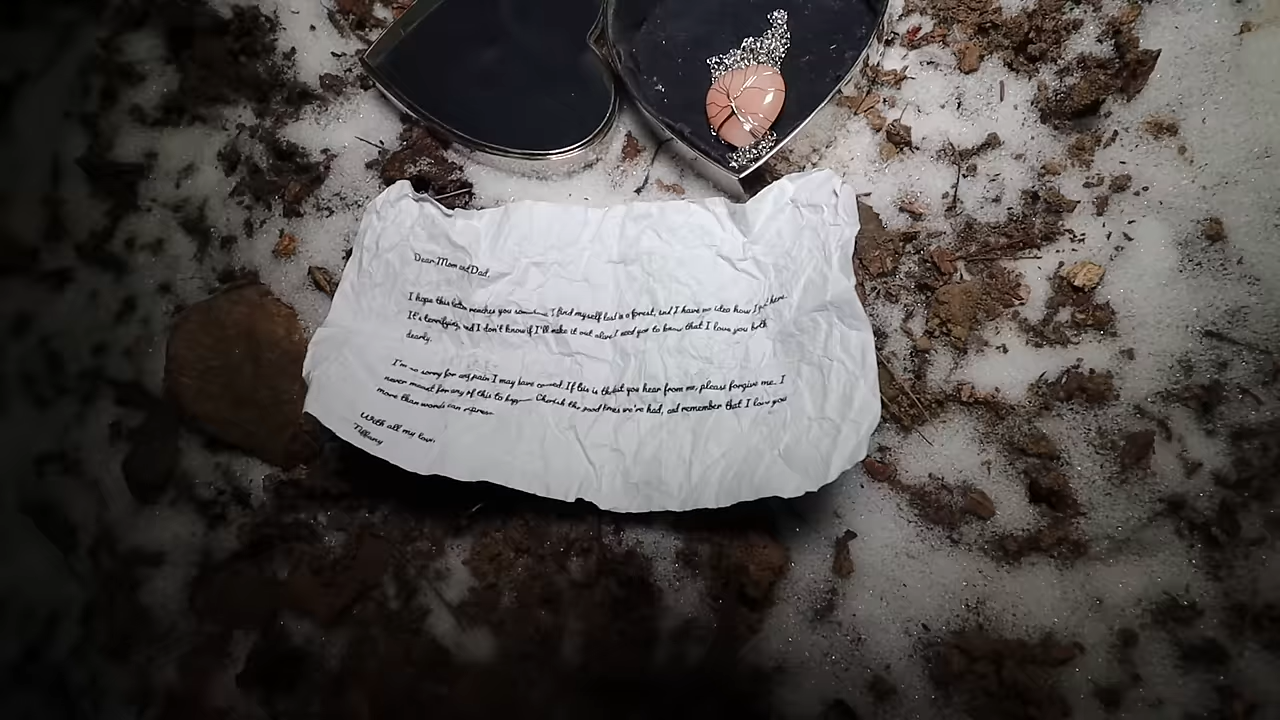 Dear Mom and Dad,
I hope this letter reaches you somehow. I find myself lost in a forest, and I have no idea how I got here.
It's terrifying, and I don't know if I'll make it out alive. I need you to know that I love you both
dearly.
I'm so sorry for any pain I may have caused. If this is the last you hear from me, please forgive me. I
never meant for any of this to happen. Cherish the good times we've had, and remember that I love you
more than words can express.
With all my love,
Tiffany